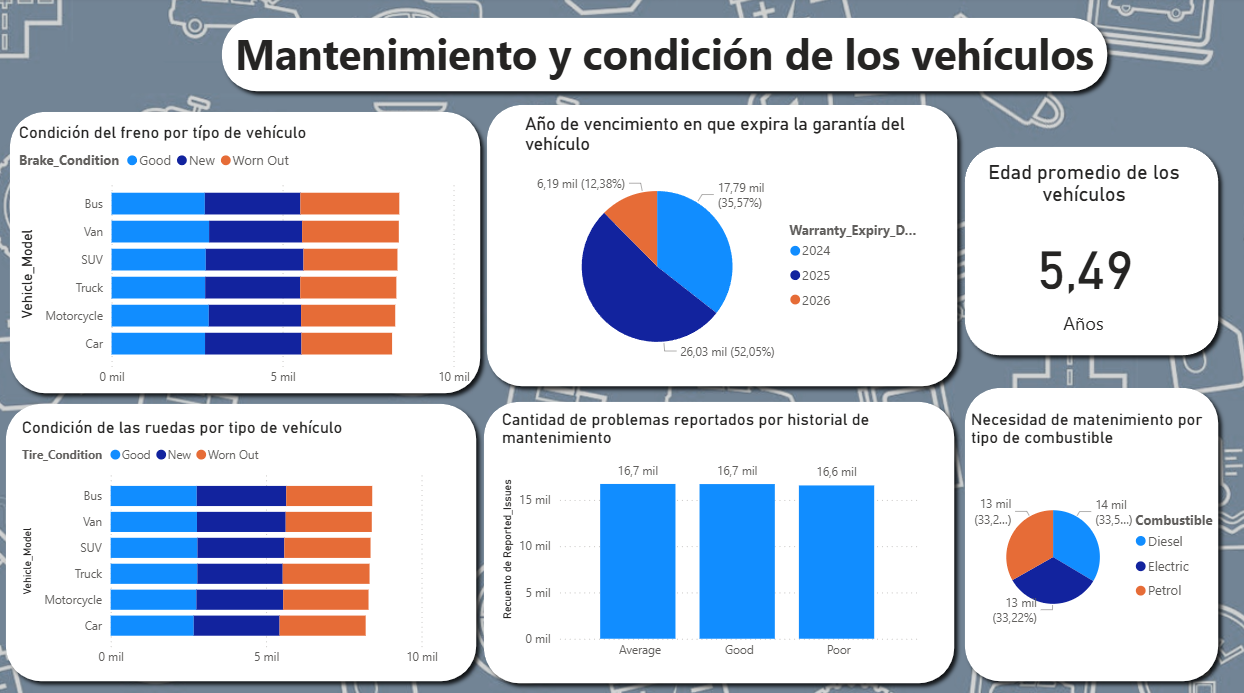 Mantenimiento y condición de los vehículos
Condición del freno por típo de vehículo
Brake_Condition Good New Worn Out
Vehicle_Model
Bus
Van
SUV
Truck
Motorcycle
Car
0 mil 5 mil 10 mil
Año de vencimiento en que expira la garantía del
vehículo
6,19 mil (12,38%)
17,79 mil
(35,57%)
26,03 mil (52,05%)
Warranty_Expiry_D...
2024
2025
2026
Edad promedio de los
vehículos
5,49
Años
Condición de las ruedas por tipo de vehículo
Tire_Condition Good New Worn Out
Vehicle_Model
Bus
Van
SUV
Truck
Motorcycle
Car
0 mil 5 mil 10 mil
Cantidad de problemas reportados por historial de
mantenimiento
Recuento de Reported_Issues
16,7 mil 16,7 mil 16,6 mil
15 mil
10 mil
5 mil
0 mil
Average Good Poor
Necesidad de matenimiento por
tipo de combustible
13 mil
(33,2...)
14 mil
(33,5...)
13 mil
(33,22%)
Combustible
Diesel
Electric
Petrol